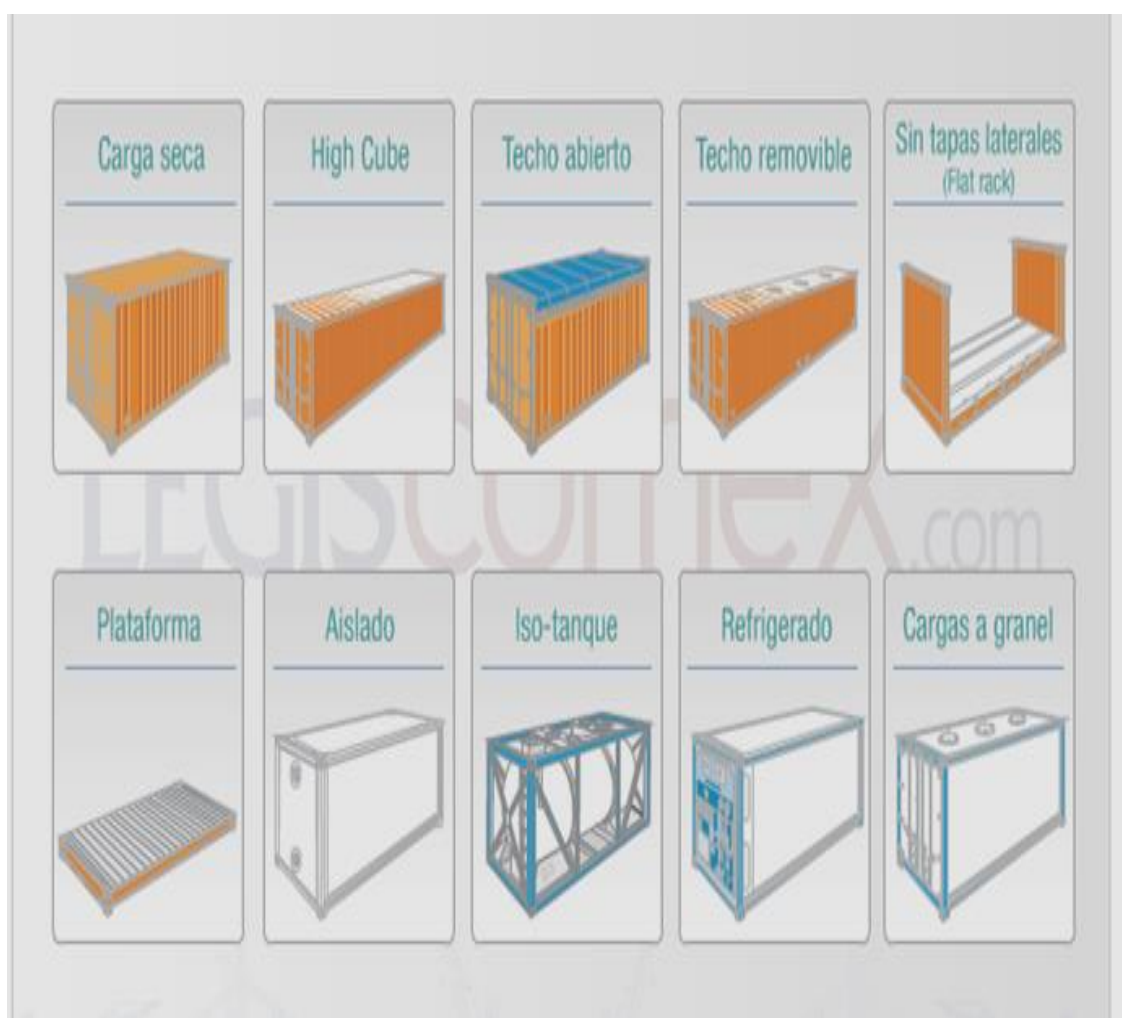 Carga seca
High Cube
Techo abierto
Techo removible
Sin tapas laterales
(Flat rack)
LEGISCOMEX.com
Plataforma
Aislado
Iso-tanque
Refrigerado
Cargas a granel